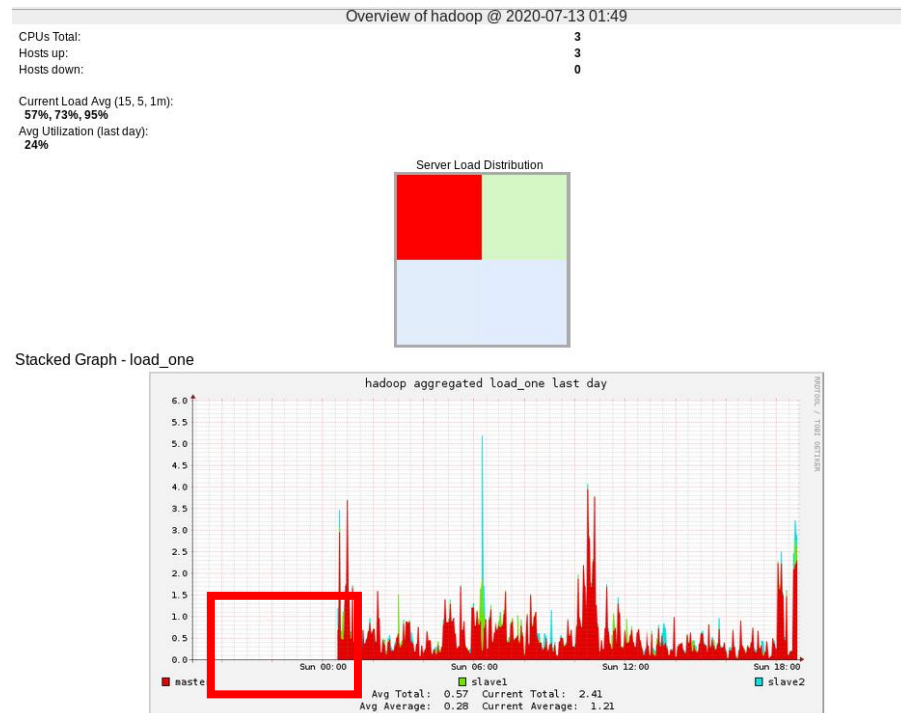 Overview of hadoop @ 2020-07-13 01:49
CPUs Total: 3
Hosts up: 3
Hosts down: 0
Current Load Avg (15, 5, 1m):
57%, 73%, 95%
Avg Utilization (last day):
24%
Server Load Distribution
Stacked Graph - load_one
hadoop aggregated load_one last day
RRDTOOL / TOBI OETIKER
6.0
5.5
5.0
4.5
4.0
3.5
3.0
2.5
2.0
1.5
1.0
0.5
0.0
Sun 00:00 Sun 06:00 Sun 12:00 Sun 18:00
maste slave1 slave2
Avg Total: 0.57 Current Total: 2.41
Avg Average: 0.28 Current Average: 1.21